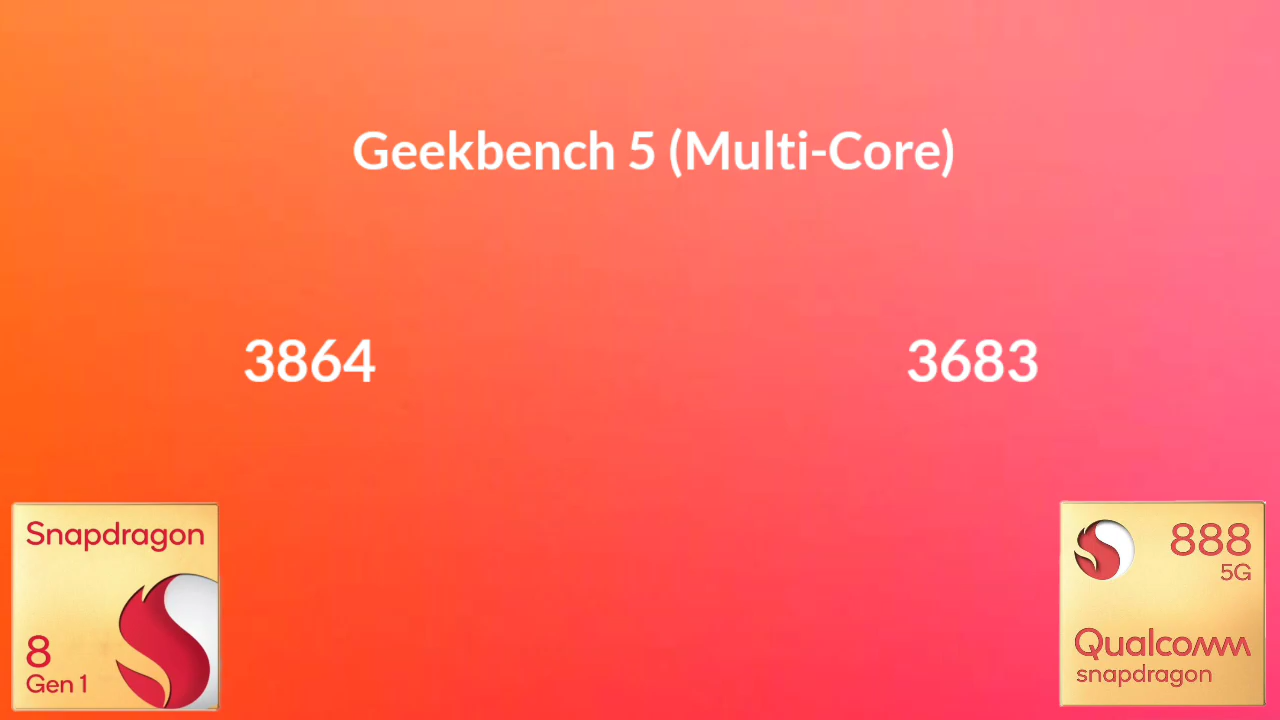 Geekbench 5 (Multi-Core)
3864
3683
Snapdragon
8
Gen 1
888
5G
Qualcomm
snapdragon